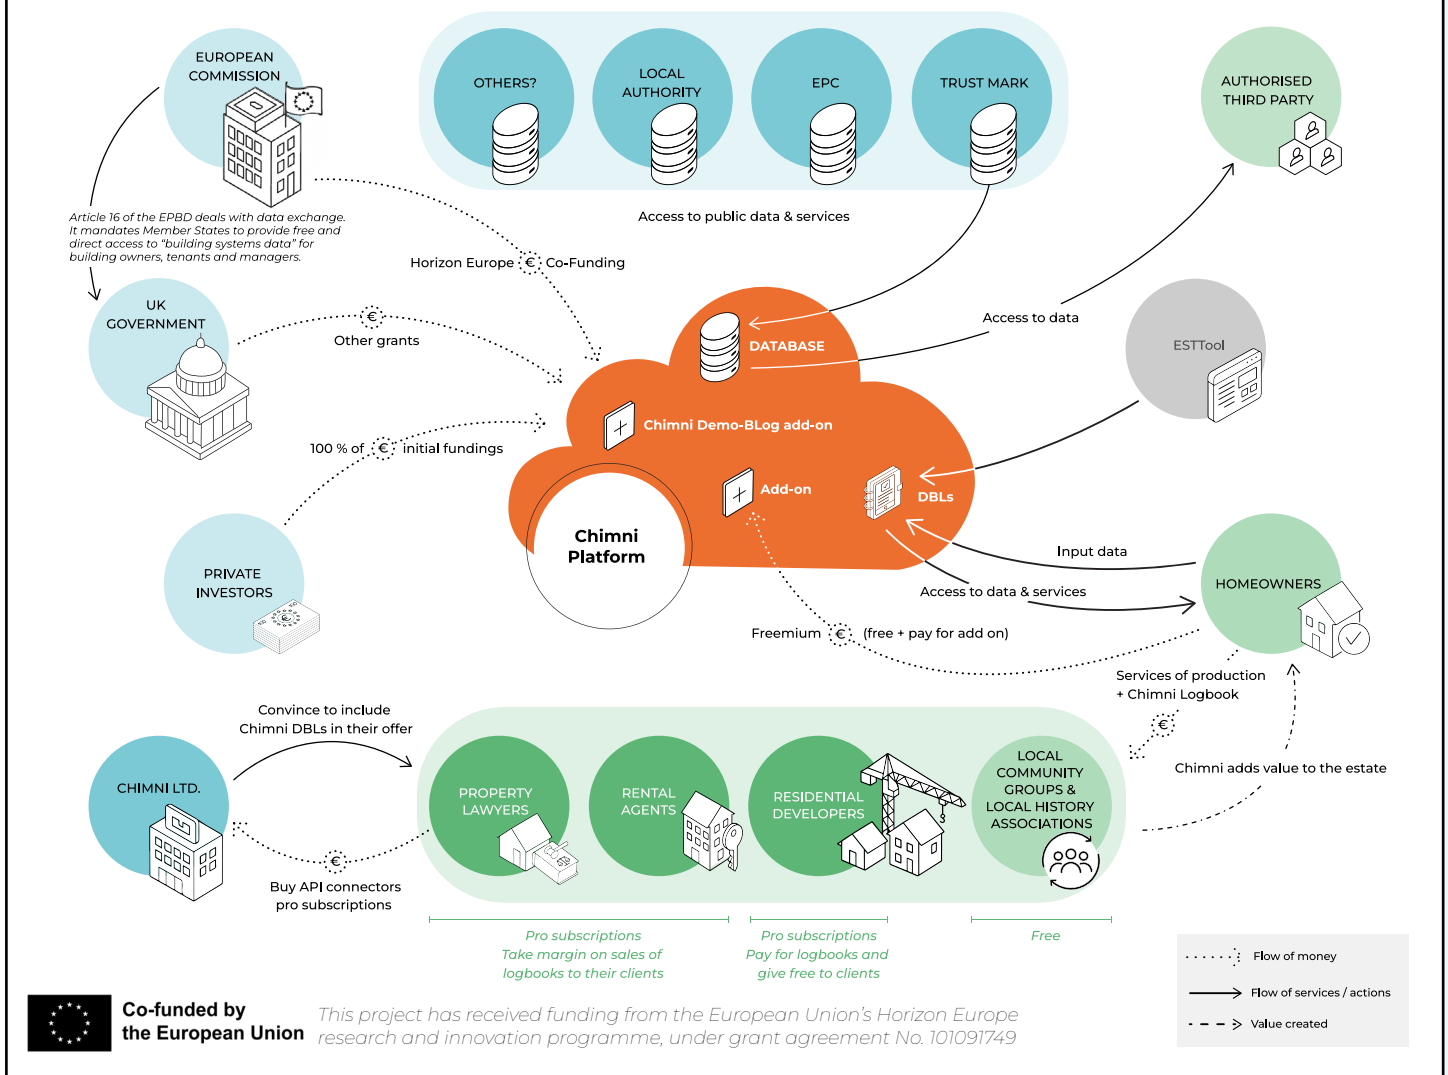 EUROPEAN
COMMISSION
OTHERS?
LOCAL
AUTHORITY
EPC
TRUST MARK
AUTHORISED
THIRD PARTY
Article 16 of the EPBD deals with data exchange.
It mandates Member States to provide free and
direct access to “building systems data” for
building owners, tenants and managers.
Access to public data & services
Horizon Europe € Co-Funding
UK
GOVERNMENT
€
Other grants
Access to data
DATABASE
ESTTool
Chimni Demo-BLog add-on
100 % of € initial fundings
Add-on
DBLs
Chimni
Platform
Input data
PRIVATE
INVESTORS
€
HOMEOWNERS
Access to data & services
Freemium € (free + pay for add on)
Services of production
+ Chimni Logbook
€
Convince to include
Chimni DBLs in their offer
Chimni adds value to the estate
CHIMNI LTD.
PROPERTY
LAWYERS
RENTAL
AGENTS
RESIDENTIAL
DEVELOPERS
LOCAL
COMMUNITY
GROUPS &
LOCAL HISTORY
ASSOCIATIONS
€
Buy API connectors
pro subscriptions
Pro subscriptions
Take margin on sales of
logbooks to their clients
Pro subscriptions
Pay for logbooks and
give free to clients
Free
Flow of money
Flow of services / actions
Value created
Co-funded by
the European Union
This project has received funding from the European Union’s Horizon Europe
research and innovation programme, under grant agreement No. 101091749